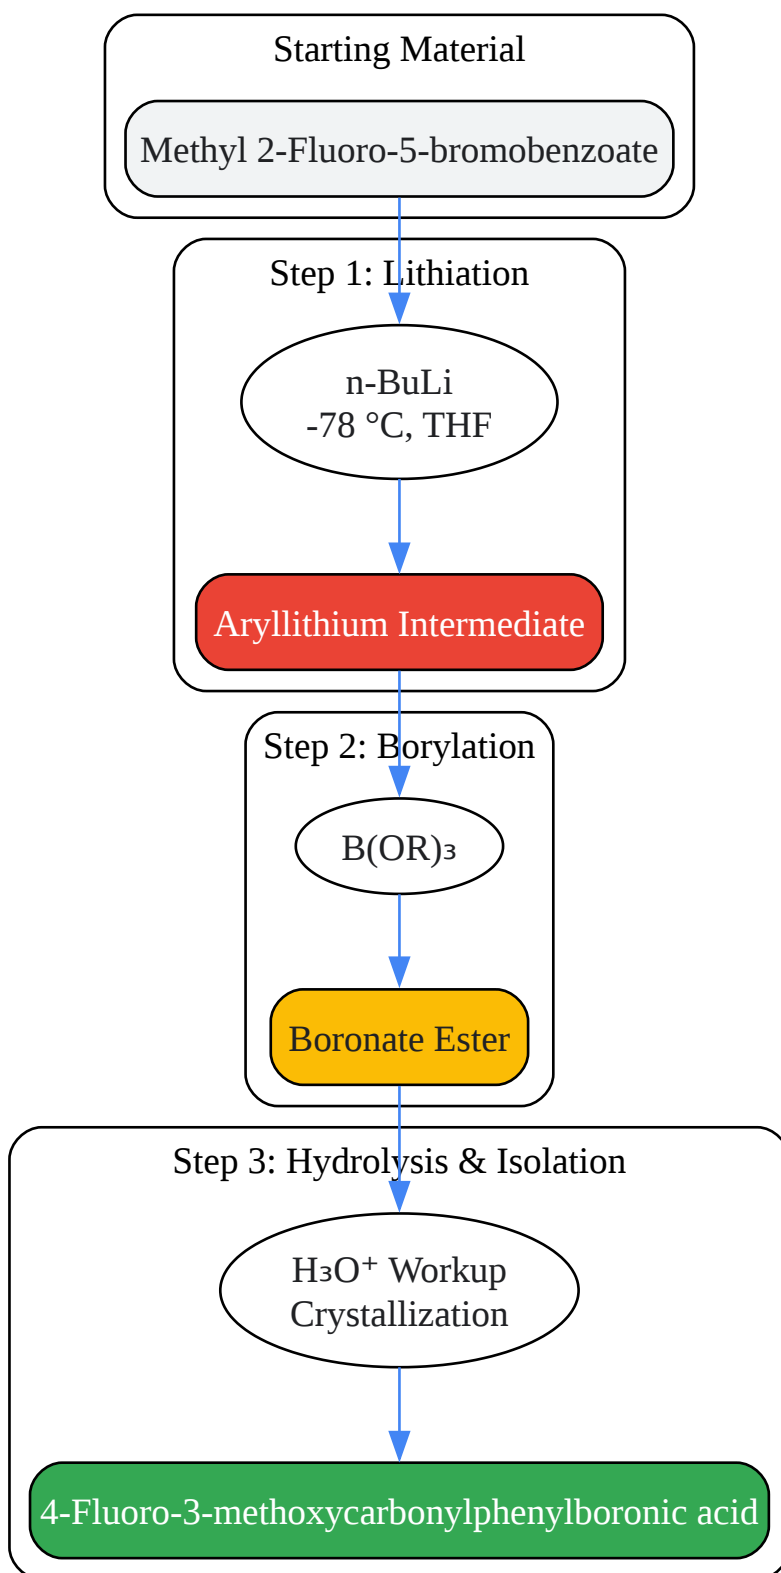 Starting Material
Methyl 2-Fluoro-5-bromobenzoate
Step 1: Lithiation
n-BuLi
-78 °C, THF
Aryllithium Intermediate
Step 2: Borylation
B(OR)₃
Boronate Ester
Step 3: Hydrolysis & Isolation
H₃O⁺ Workup
Crystallization
4-Fluoro-3-methoxycarbonylphenylboronic acid